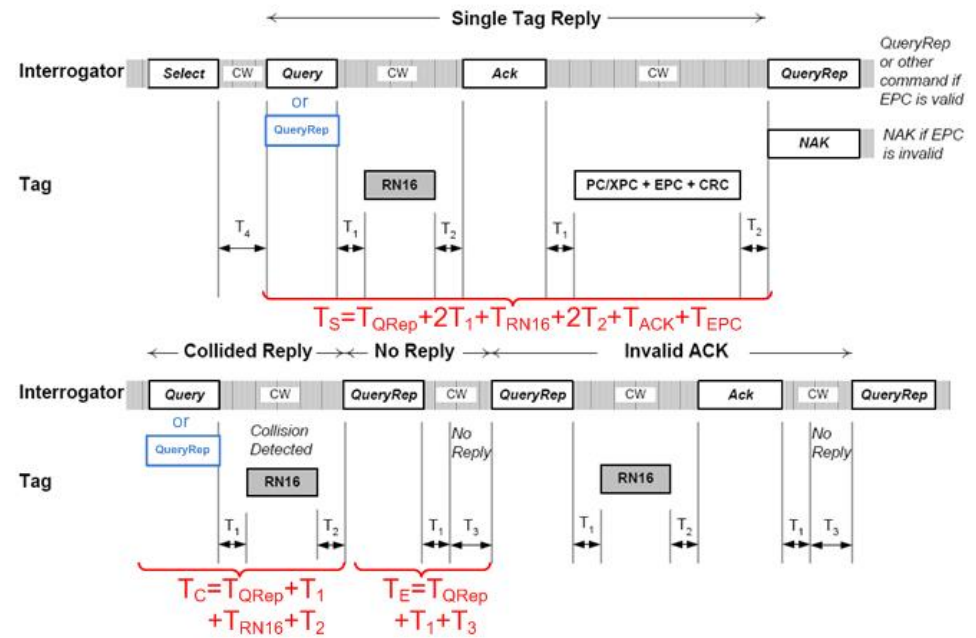 Single Tag Reply
Interrogator Select CW Query CW Ack CW QueryRep
QueryRep
or other
command if
EPC is valid
or
QueryRep
NAK
NAK if EPC
is invalid
Tag RN16 PC/XPC + EPC + CRC
T4 T1 T2 T1 T2
TS=TQRep+2T1+TRN16+2T2+TACK+TEPC
Collided Reply No Reply Invalid ACK
Interrogator Query CW QueryRep CW QueryRep CW Ack CW QueryRep
or
QueryRep
Collision
Detected
No
Reply
No
Reply
Tag RN16 RN16
T1 T2 T1 T3 T1 T2 T1 T3
TC=TQRep+T1
+TRN16+T2
TE=TQRep
+T1+T3